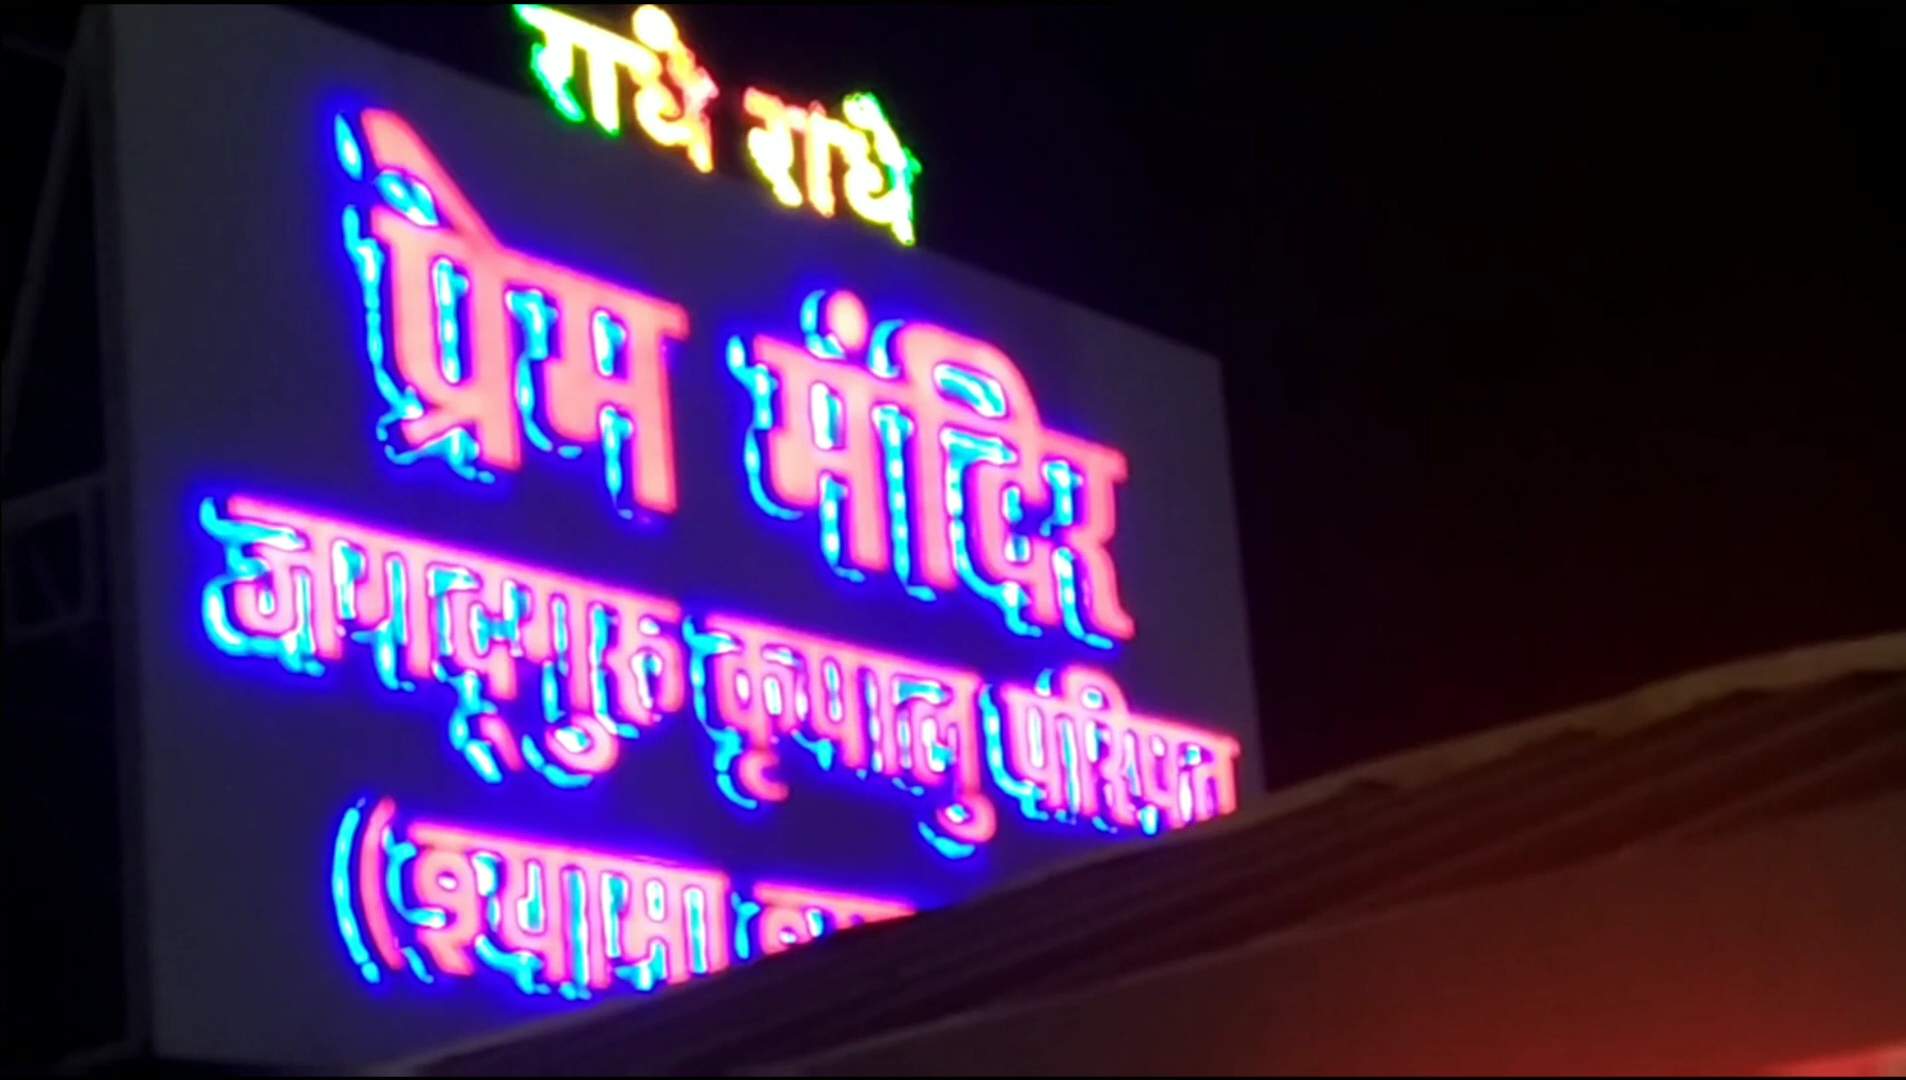 राधे राधे
प्रेम मंदिर
जगद्गुरु कृपालु परिषत्
(श्यामा